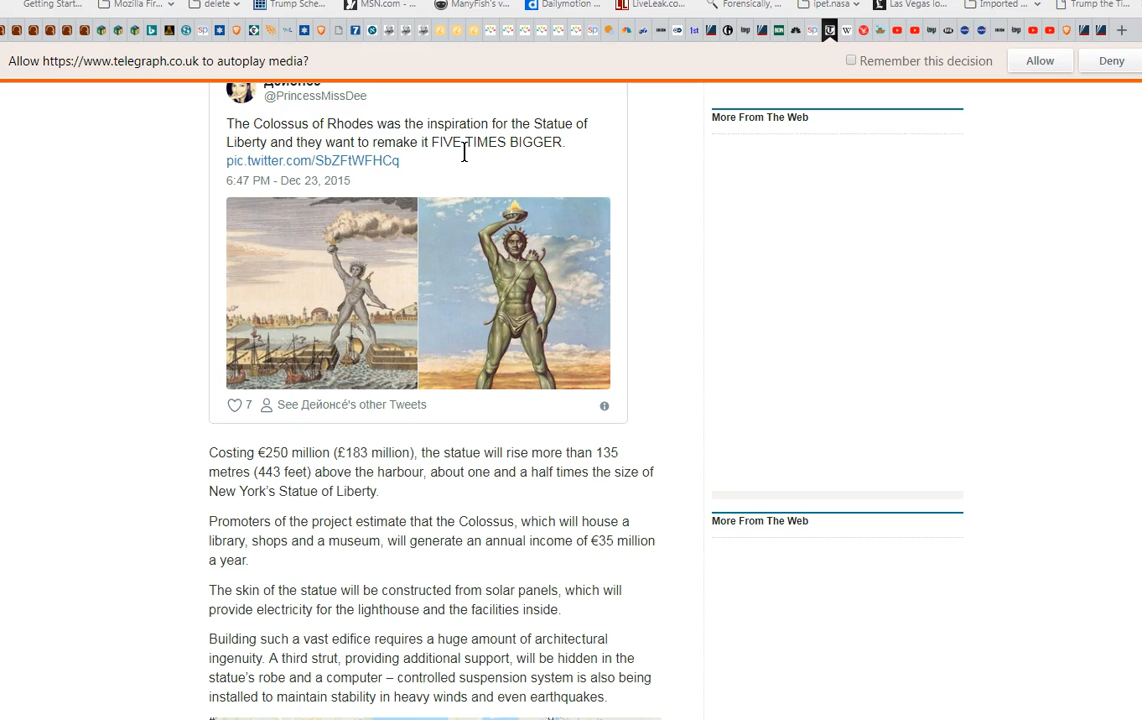 Getting Start...
Mozilla Fir...
delete
Trump Sche...
MSN.com - ...
ManyFish's v...
Dailymotion ...
LiveLeak.co...
Forensically, ...
ipet.nasa
Las Vegas lo...
Imported ...
Trump the Ti...
Allow https://www.telegraph.co.uk to autoplay media?
Remember this decision
Allow
Deny
@PrincessMissDee
The Colossus of Rhodes was the inspiration for the Statue of
Liberty and they want to remake it FIVE TIMES BIGGER.
pic.twitter.com/SbZFtWFHCq
6:47 PM - Dec 23, 2015
7 See Дейонсé's other Tweets
Costing €250 million (£183 million), the statue will rise more than 135
metres (443 feet) above the harbour, about one and a half times the size of
New York's Statue of Liberty.
Promoters of the project estimate that the Colossus, which will house a
library, shops and a museum, will generate an annual income of €35 million
a year.
The skin of the statue will be constructed from solar panels, which will
provide electricity for the lighthouse and the facilities inside.
Building such a vast edifice requires a huge amount of architectural
ingenuity. A third strut, providing additional support, will be hidden in the
statue's robe and a computer – controlled suspension system is also being
installed to maintain stability in heavy winds and even earthquakes.
More From The Web
More From The Web